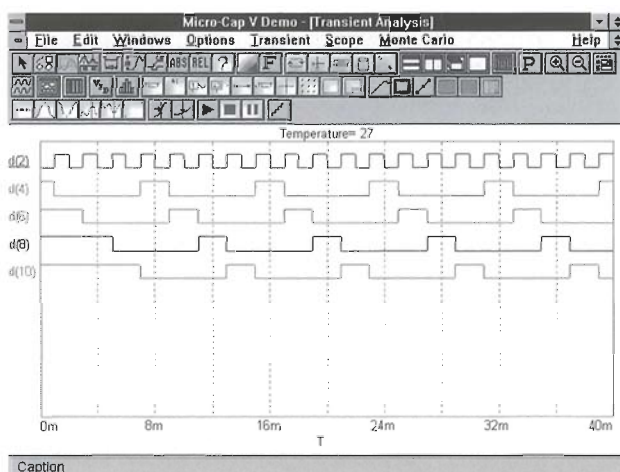 Micro-Cap V Demo - [Transient Analysis]
File Edit Windows Options Transient Scope Monte Carlo Help
ABS REL ? F P
Temperature= 27
d(2)
d(4)
d(6)
d(8)
d(10)
0m 8m 16m 24m 32m 40m
T
Caption